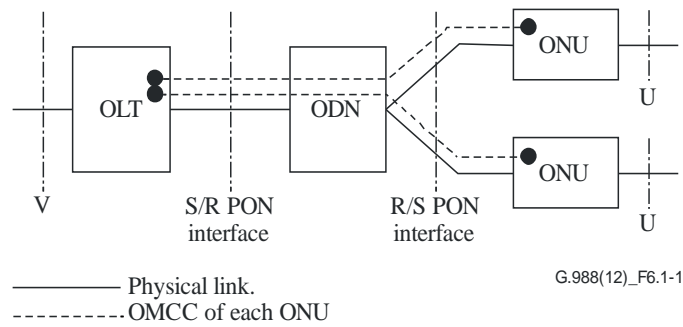 ONU
OLT
ODN
U
ONU
V
S/R PON
interface
R/S PON
interface
U
Physical link.
G.988(12)_F6.1-1
OMCC of each ONU